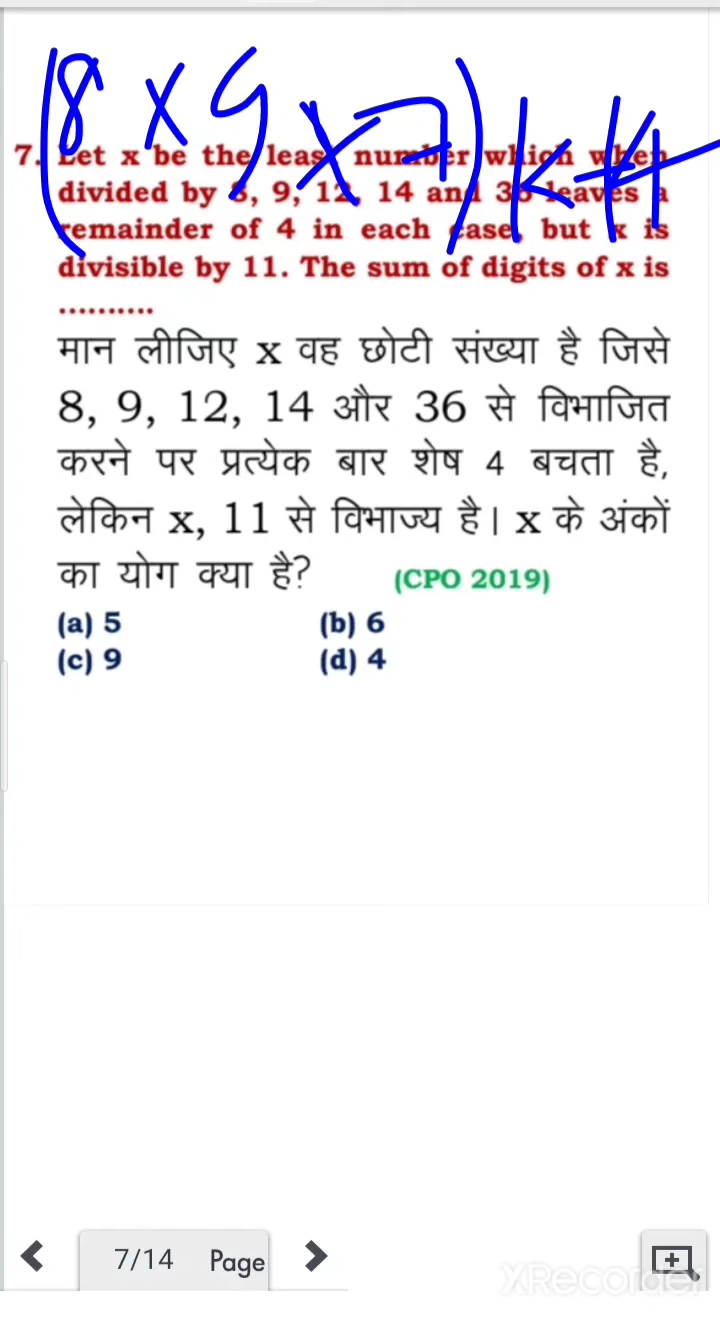 (8 x 9 x 7) k + 4
7. Let x be the least number which when
divided by 8, 9, 12, 14 and 36 leaves a
remainder of 4 in each case, but x is
divisible by 11. The sum of digits of x is
..........
मान लीजिए x वह छोटी संख्या है जिसे
8, 9, 12, 14 और 36 से विभाजित
करने पर प्रत्येक बार शेष 4 बचता है,
लेकिन x, 11 से विभाज्य है। x के अंकों
का योग क्या है? (CPO 2019)
(a) 5 (b) 6
(c) 9 (d) 4
7/14 Page
XRecorder